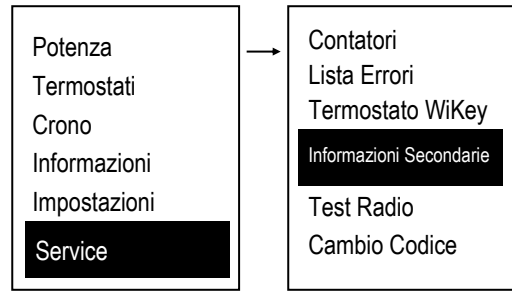 Potenza
Termostati
Crono
Informazioni
Impostazioni
Service
Contatori
Lista Errori
Termostato WiKey
Informazioni Secondarie
Test Radio
Cambio Codice